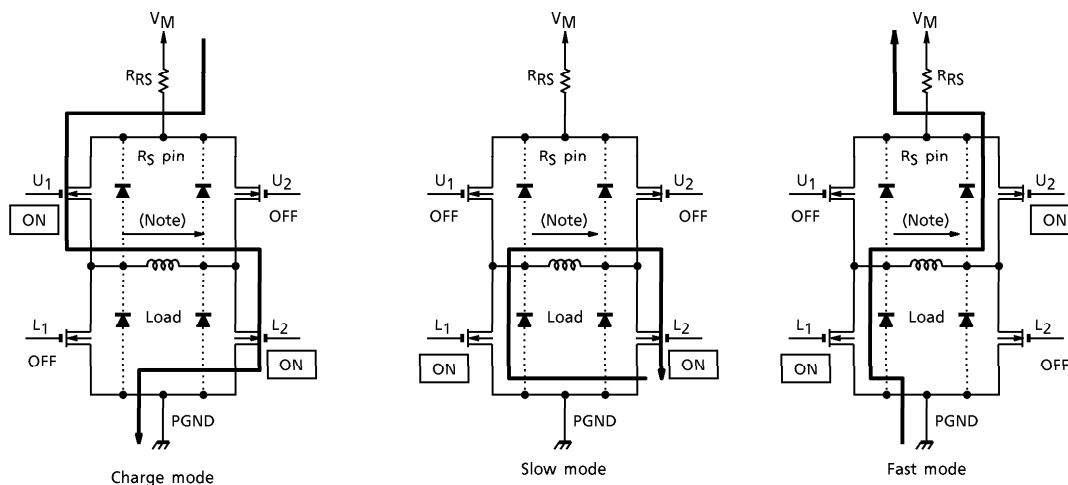 VM
RRS
RS pin
U1
ON
U2
OFF
(Note)
L1
OFF
Load
L2
ON
PGND
Charge mode
VM
RRS
RS pin
U1
OFF
U2
OFF
(Note)
L1
ON
Load
L2
ON
PGND
Slow mode
VM
RRS
RS pin
U1
OFF
U2
ON
(Note)
L1
ON
Load
L2
OFF
PGND
Fast mode